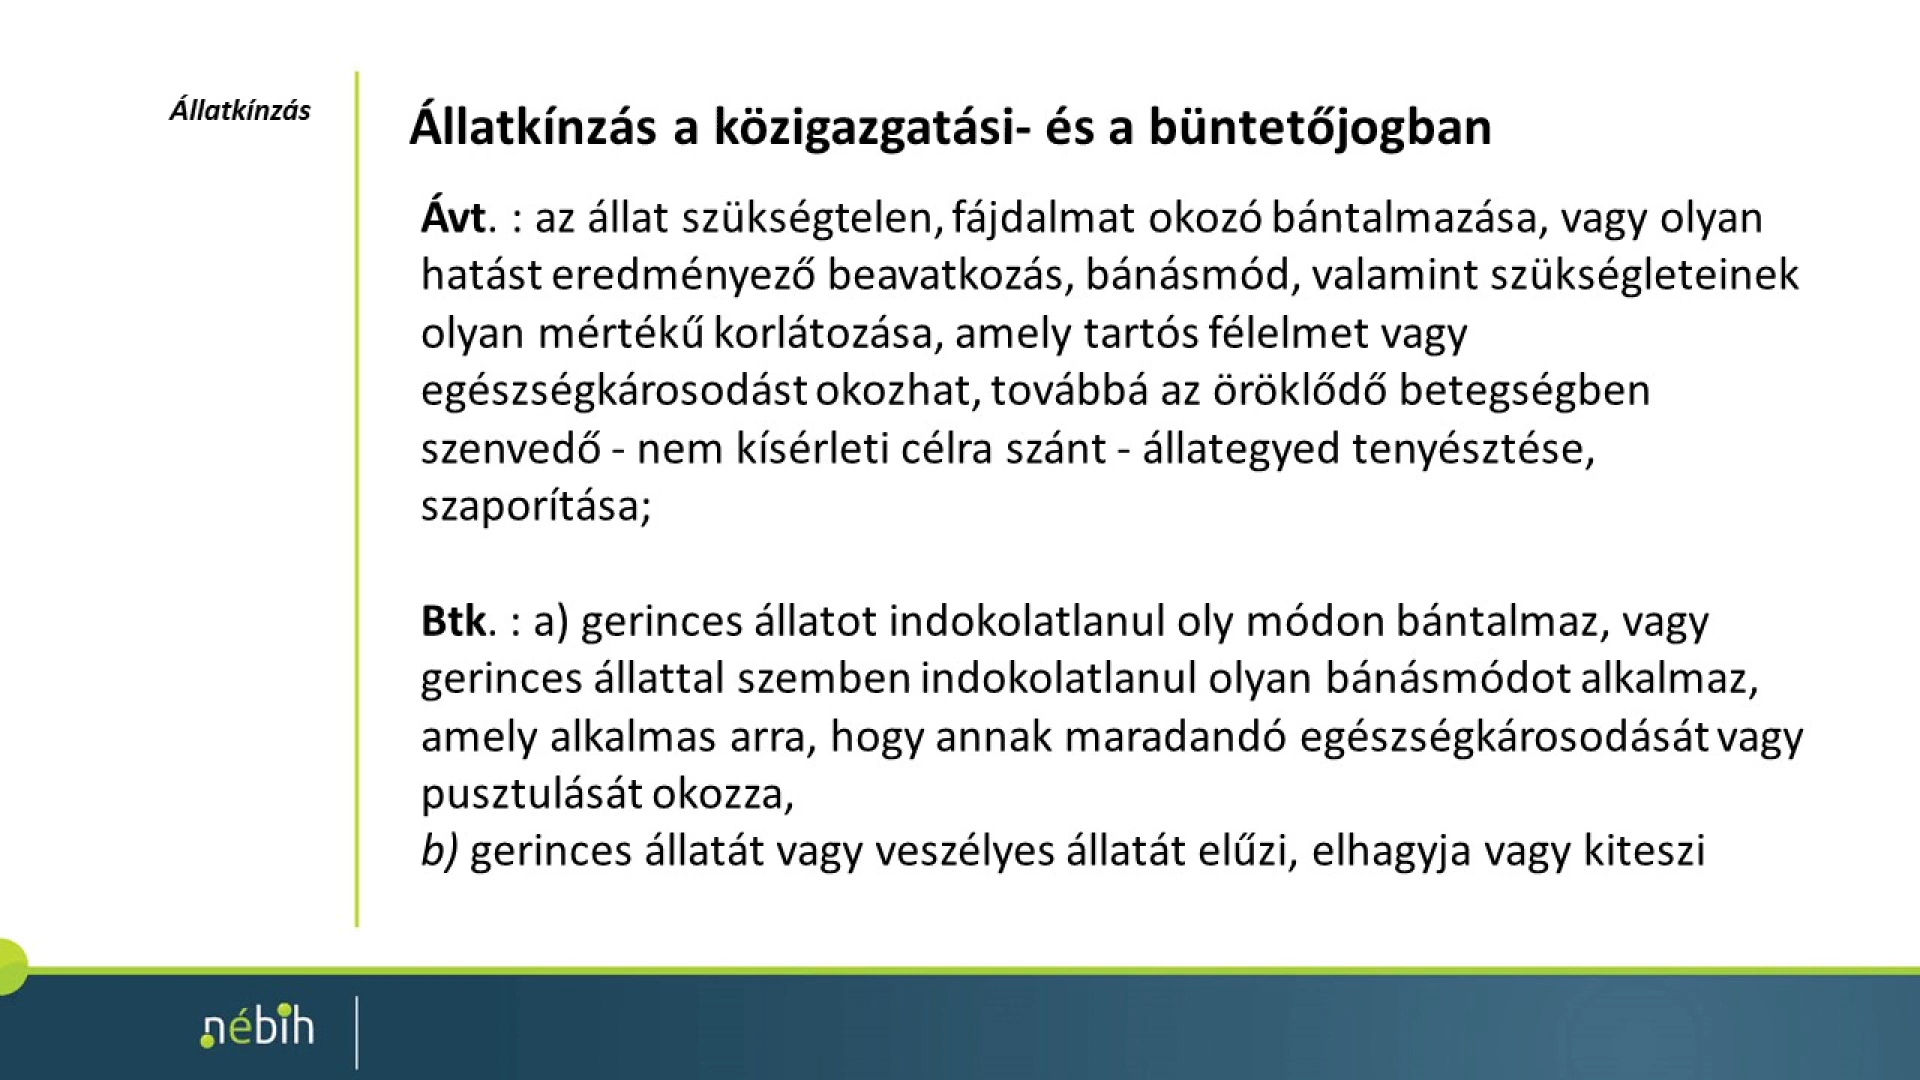 Állatkínzás
Állatkínzás a közigazgatási- és a büntetőjogban
Ávt. : az állat szükségtelen, fájdalmat okozó bántalmazása, vagy olyan
hatást eredményező beavatkozás, bánásmód, valamint szükségleteinek
olyan mértékű korlátozása, amely tartós félelmet vagy
egészségkárosodást okozhat, továbbá az öröklődő betegségben
szenvedő - nem kísérleti célra szánt - állategyed tenyésztése,
szaporítása;
Btk. : a) gerinces állatot indokolatlanul oly módon bántalmaz, vagy
gerinces állattal szemben indokolatlanul olyan bánásmódot alkalmaz,
amely alkalmas arra, hogy annak maradandó egészségkárosodását vagy
pusztulását okozza,
b) gerinces állatát vagy veszélyes állatát elűzi, elhagyja vagy kiteszi
nébih